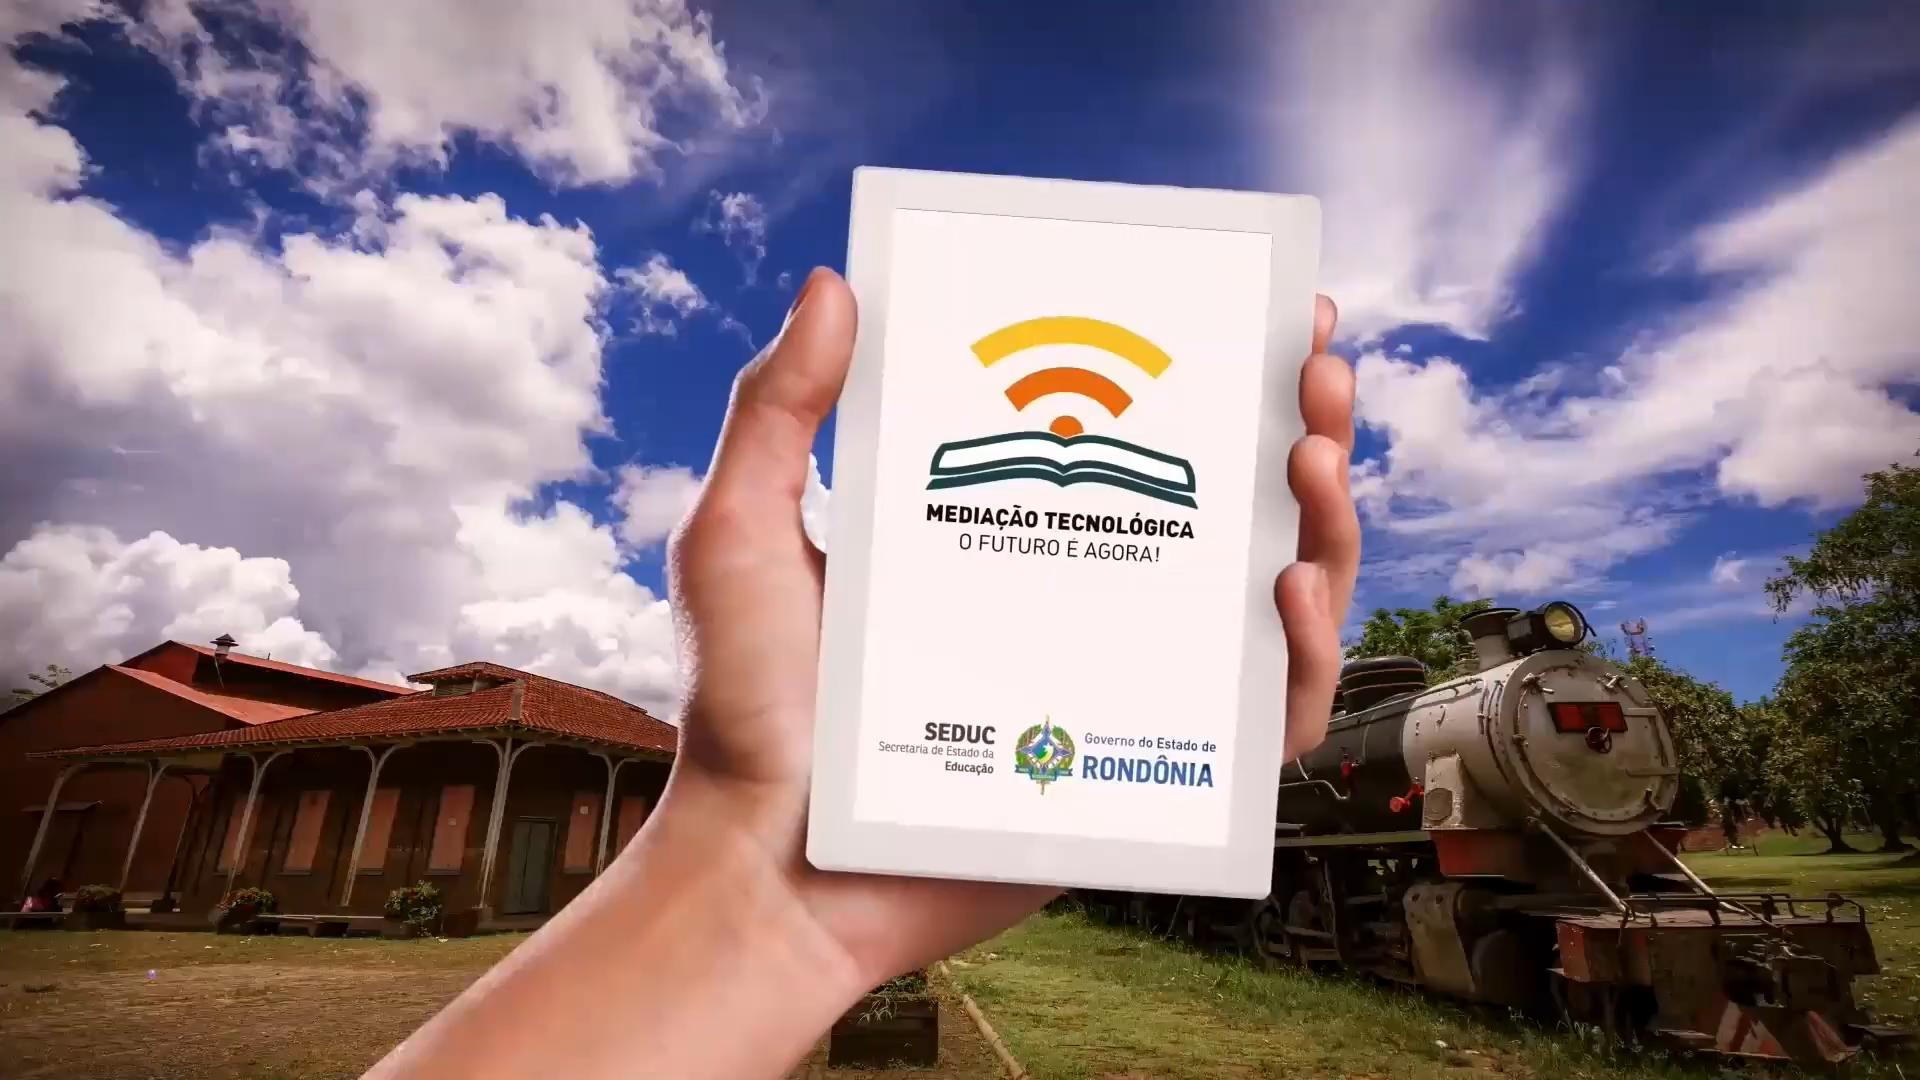 MEDIAÇÃO TECNOLÓGICA
O FUTURO É AGORA!
SEDUC
Secretaria de Estado da
Educação
Governo do Estado de
RONDÔNIA